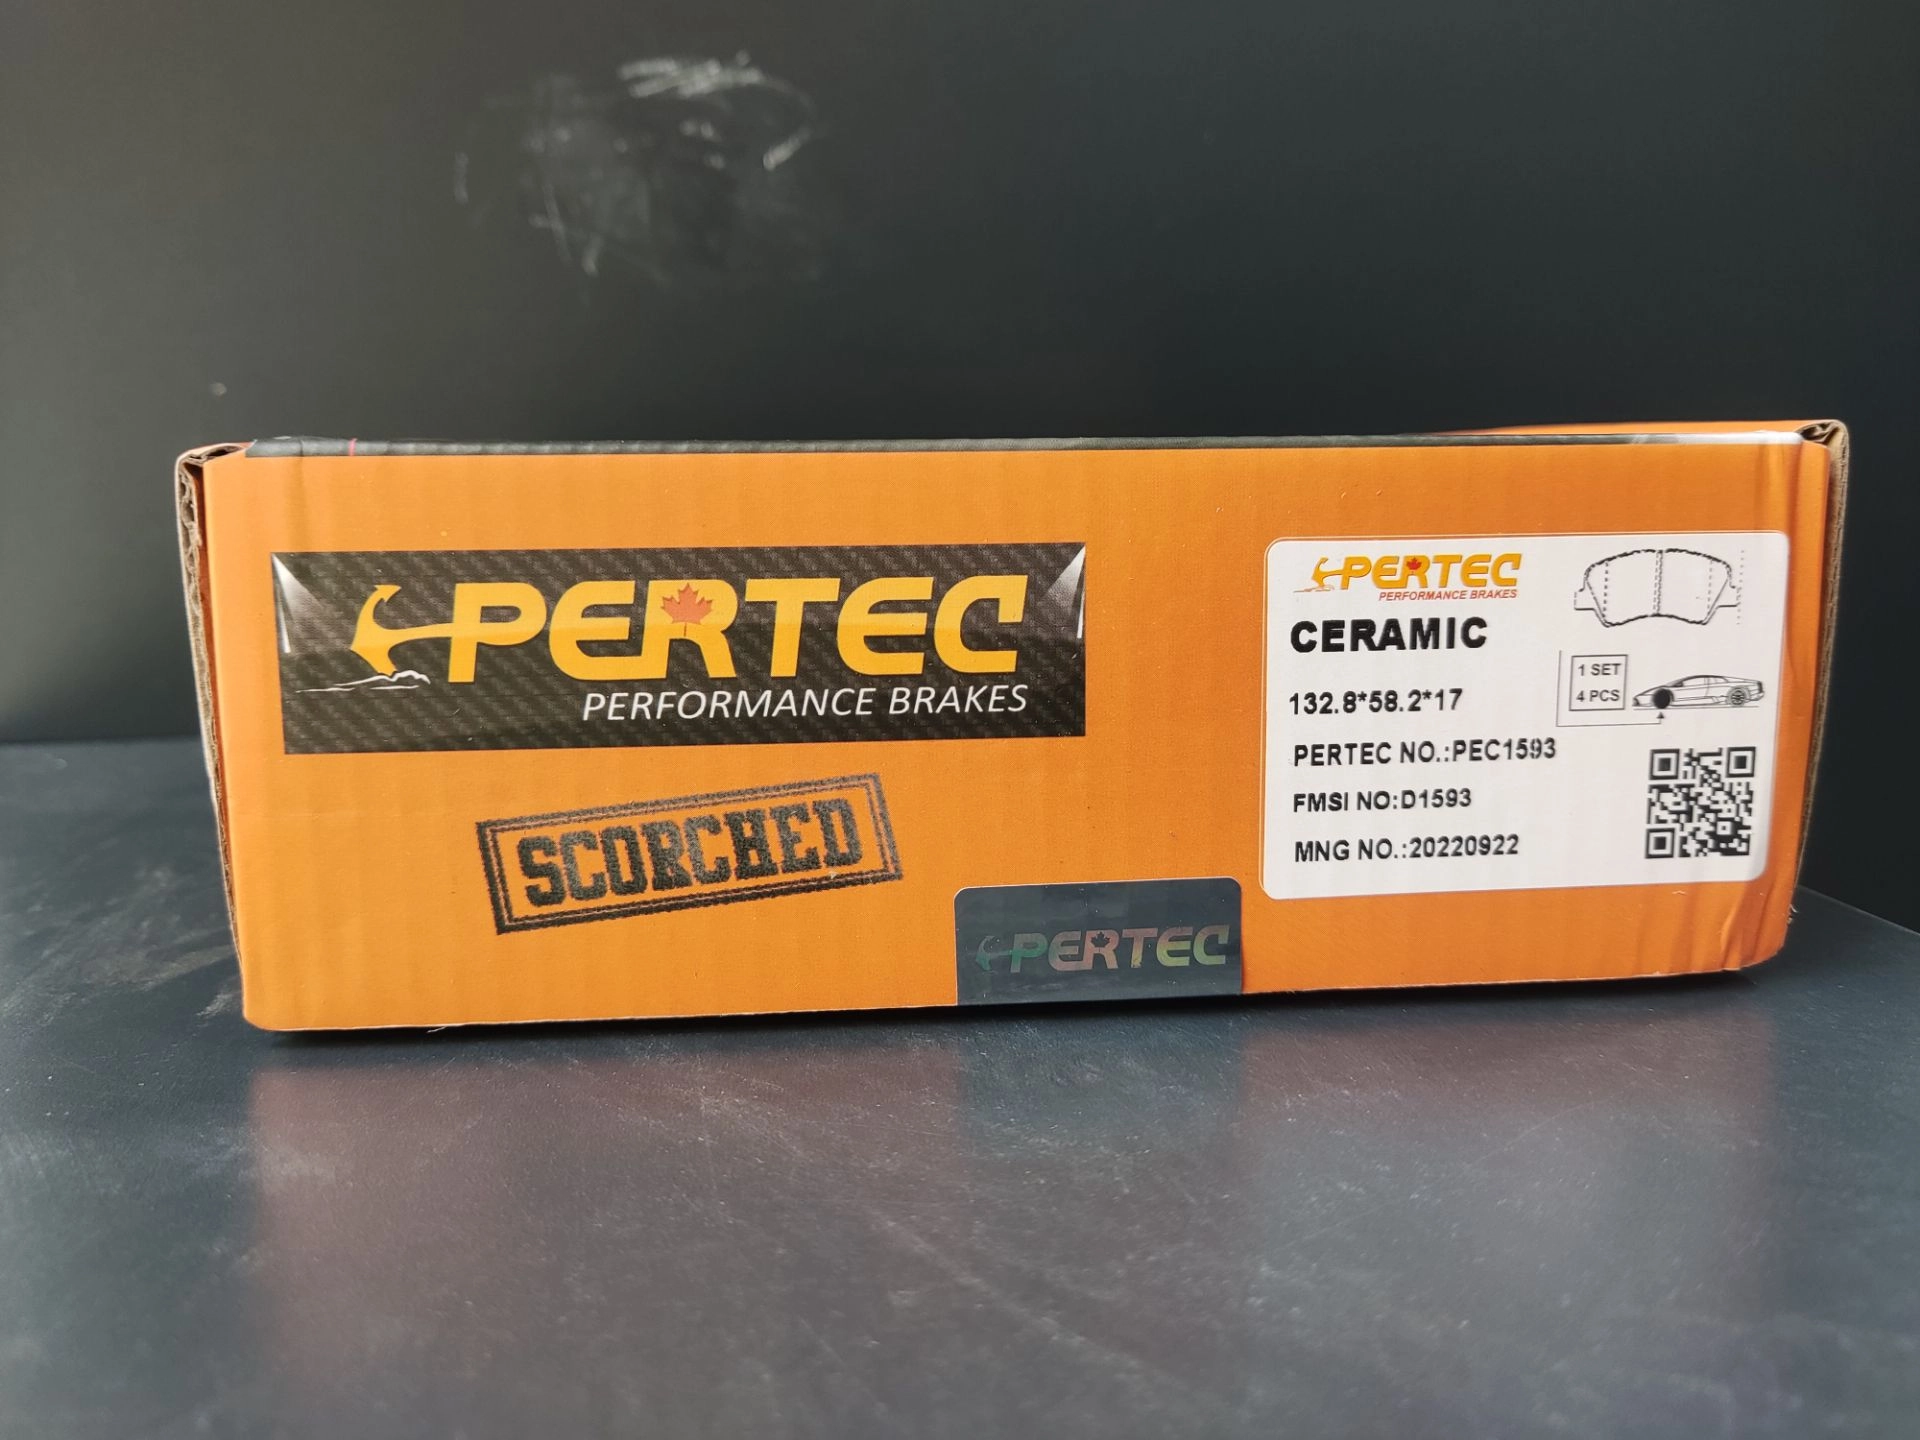 PERTEC
PERFORMANCE BRAKES
SCORCHED
PERTEC
PERTEC
PERFORMANCE BRAKES
CERAMIC
132.8*58.2*17
1 SET
4 PCS
PERTEC NO.:PEC1593
FMSI NO:D1593
MNG NO.:20220922